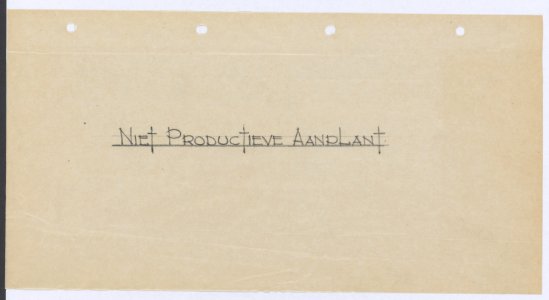 Niet Productieve Aanplant